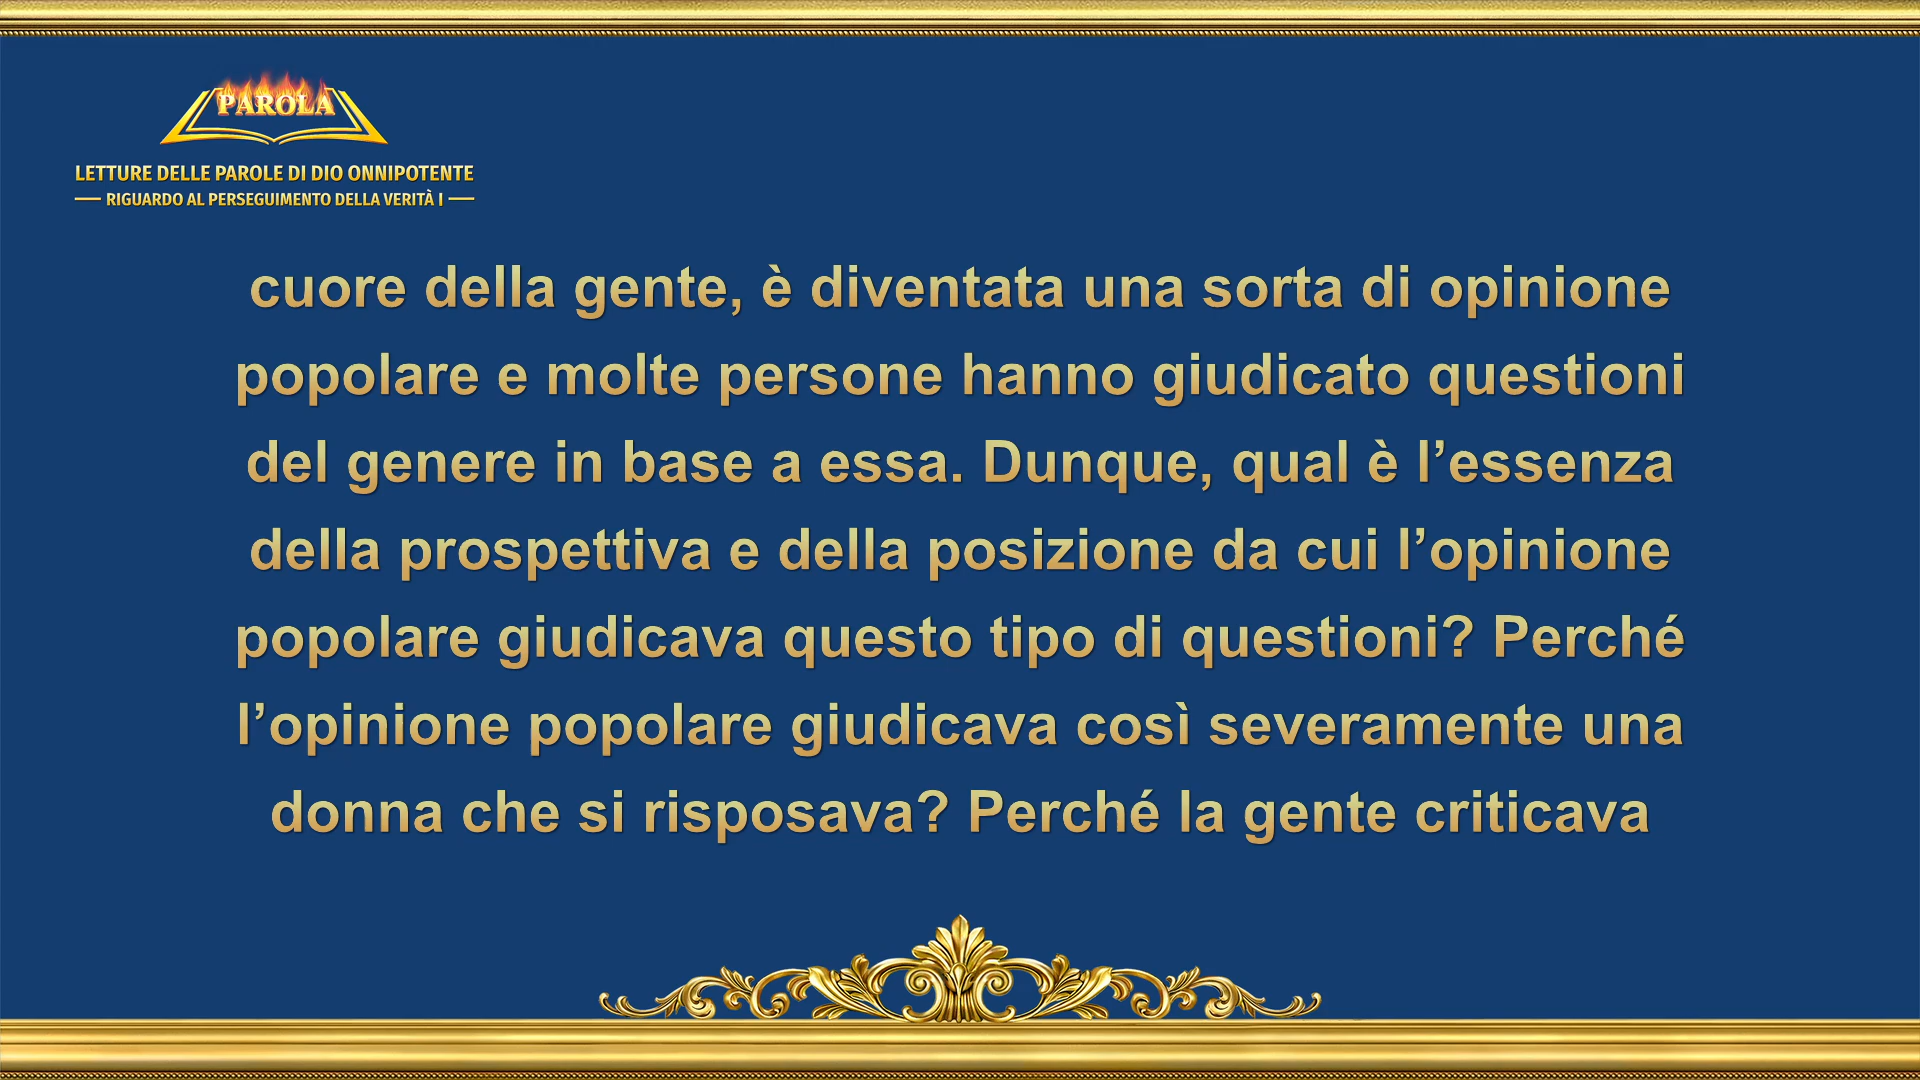 PAROLA
LETTURE DELLE PAROLE DI DIO ONNIPOTENTE
RIGUARDO AL PERSEGUIMENTO DELLA VERITÀ I
cuore della gente, è diventata una sorta di opinione
popolare e molte persone hanno giudicato questioni
del genere in base a essa. Dunque, qual è l’essenza
della prospettiva e della posizione da cui l’opinione
popolare giudicava questo tipo di questioni? Perché
l’opinione popolare giudicava così severamente una
donna che si risposava? Perché la gente criticava